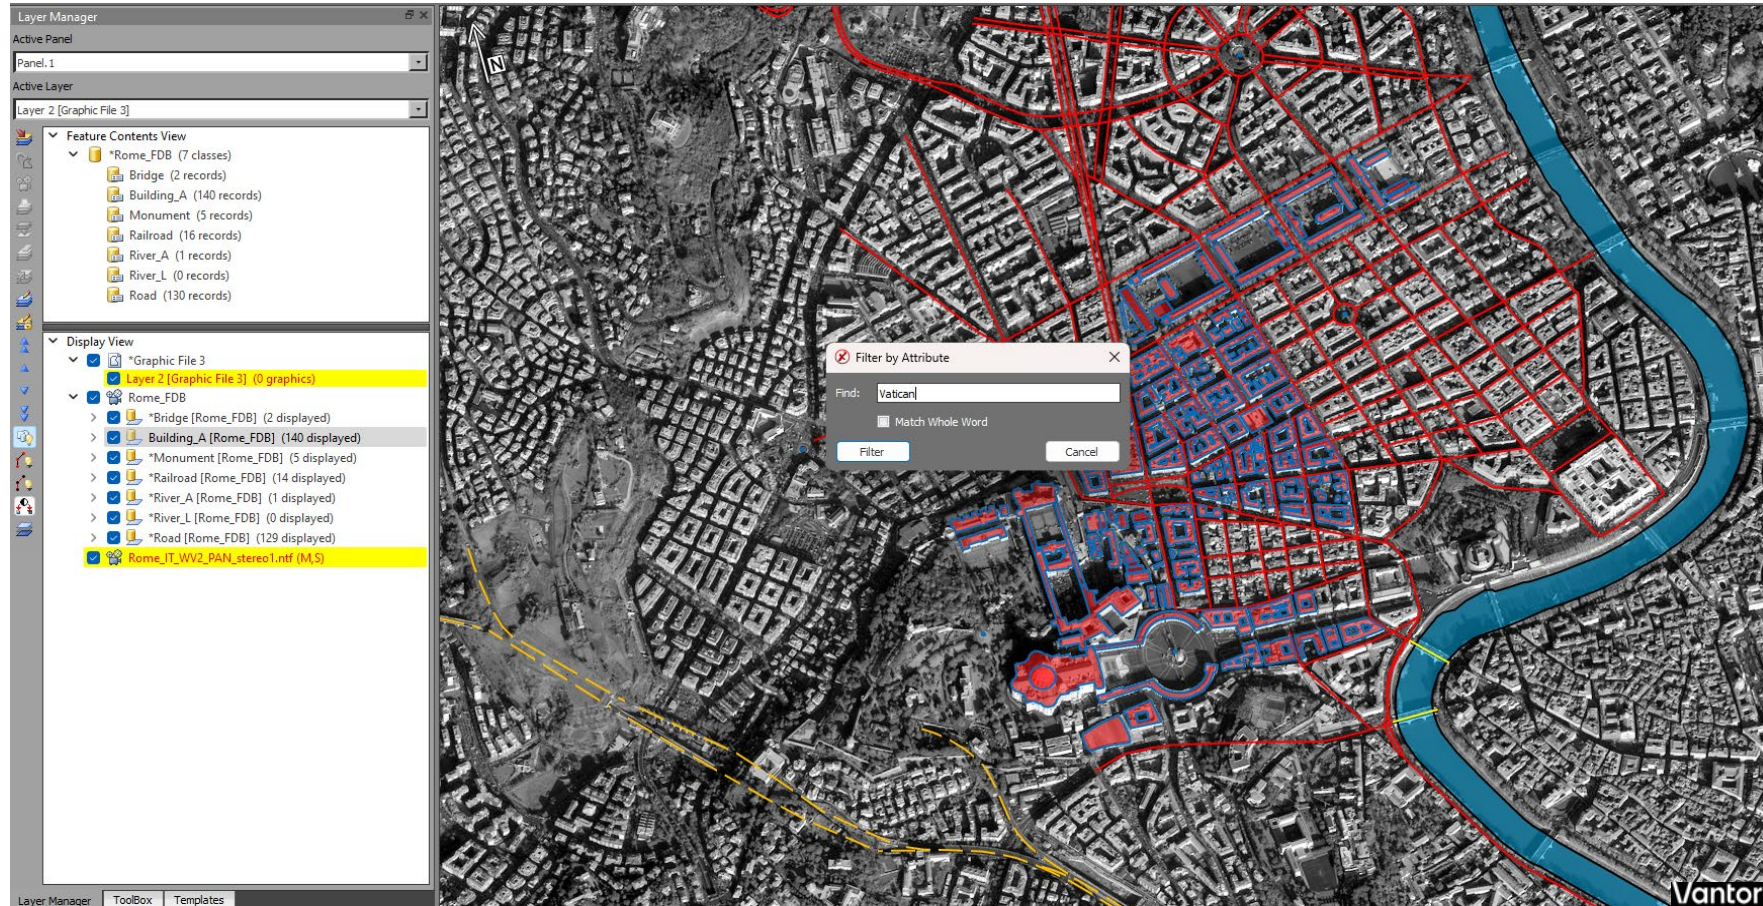 Layer Manager
Active Panel
Panel.1
Active Layer
Layer 2 [Graphic File 3]
Feature Contents View
*Rome_FDB (7 classes)
Bridge (2 records)
Building_A (140 records)
Monument (5 records)
Railroad (16 records)
River_A (1 records)
River_L (0 records)
Road (130 records)
Display View
*Graphic File 3
Layer 2 [Graphic File 3] (0 graphics)
Rome_FDB
*Bridge [Rome_FDB] (2 displayed)
Building_A [Rome_FDB] (140 displayed)
*Monument [Rome_FDB] (5 displayed)
*Railroad [Rome_FDB] (14 displayed)
*River_A [Rome_FDB] (1 displayed)
*River_L [Rome_FDB] (0 displayed)
*Road [Rome_FDB] (129 displayed)
Rome_IT_WV2_PAN_stereo1.ntf (M,S)
Layer Manager ToolBox Templates
N
Filter by Attribute
Find: Vatican
Match Whole Word
Filter Cancel
Vantor